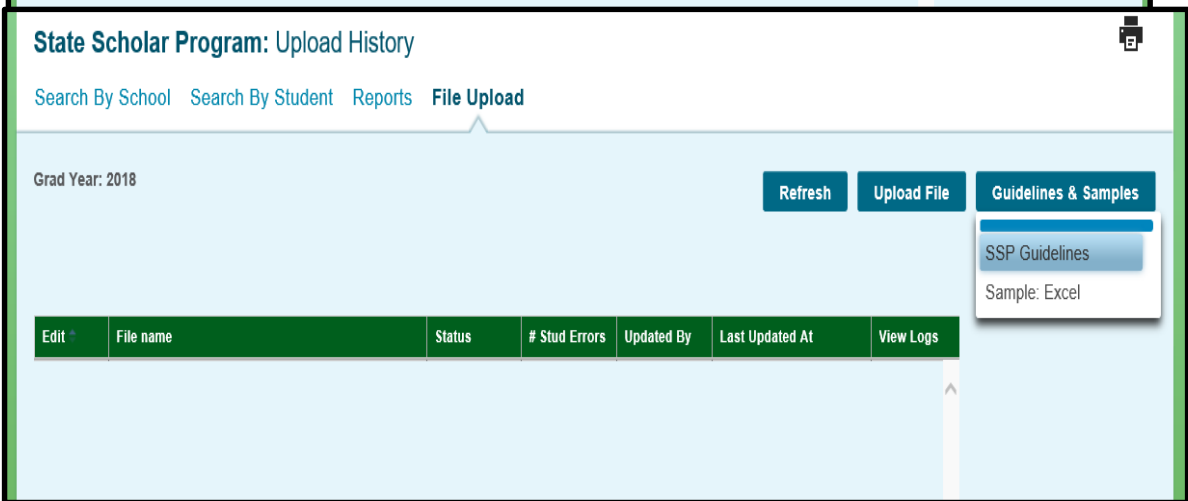 State Scholar Program: Upload History
Search By School Search By Student Reports File Upload
Grad Year: 2018
Refresh Upload File Guidelines & Samples
SSP Guidelines
Sample: Excel
Edit File name Status # Stud Errors Updated By Last Updated At View Logs